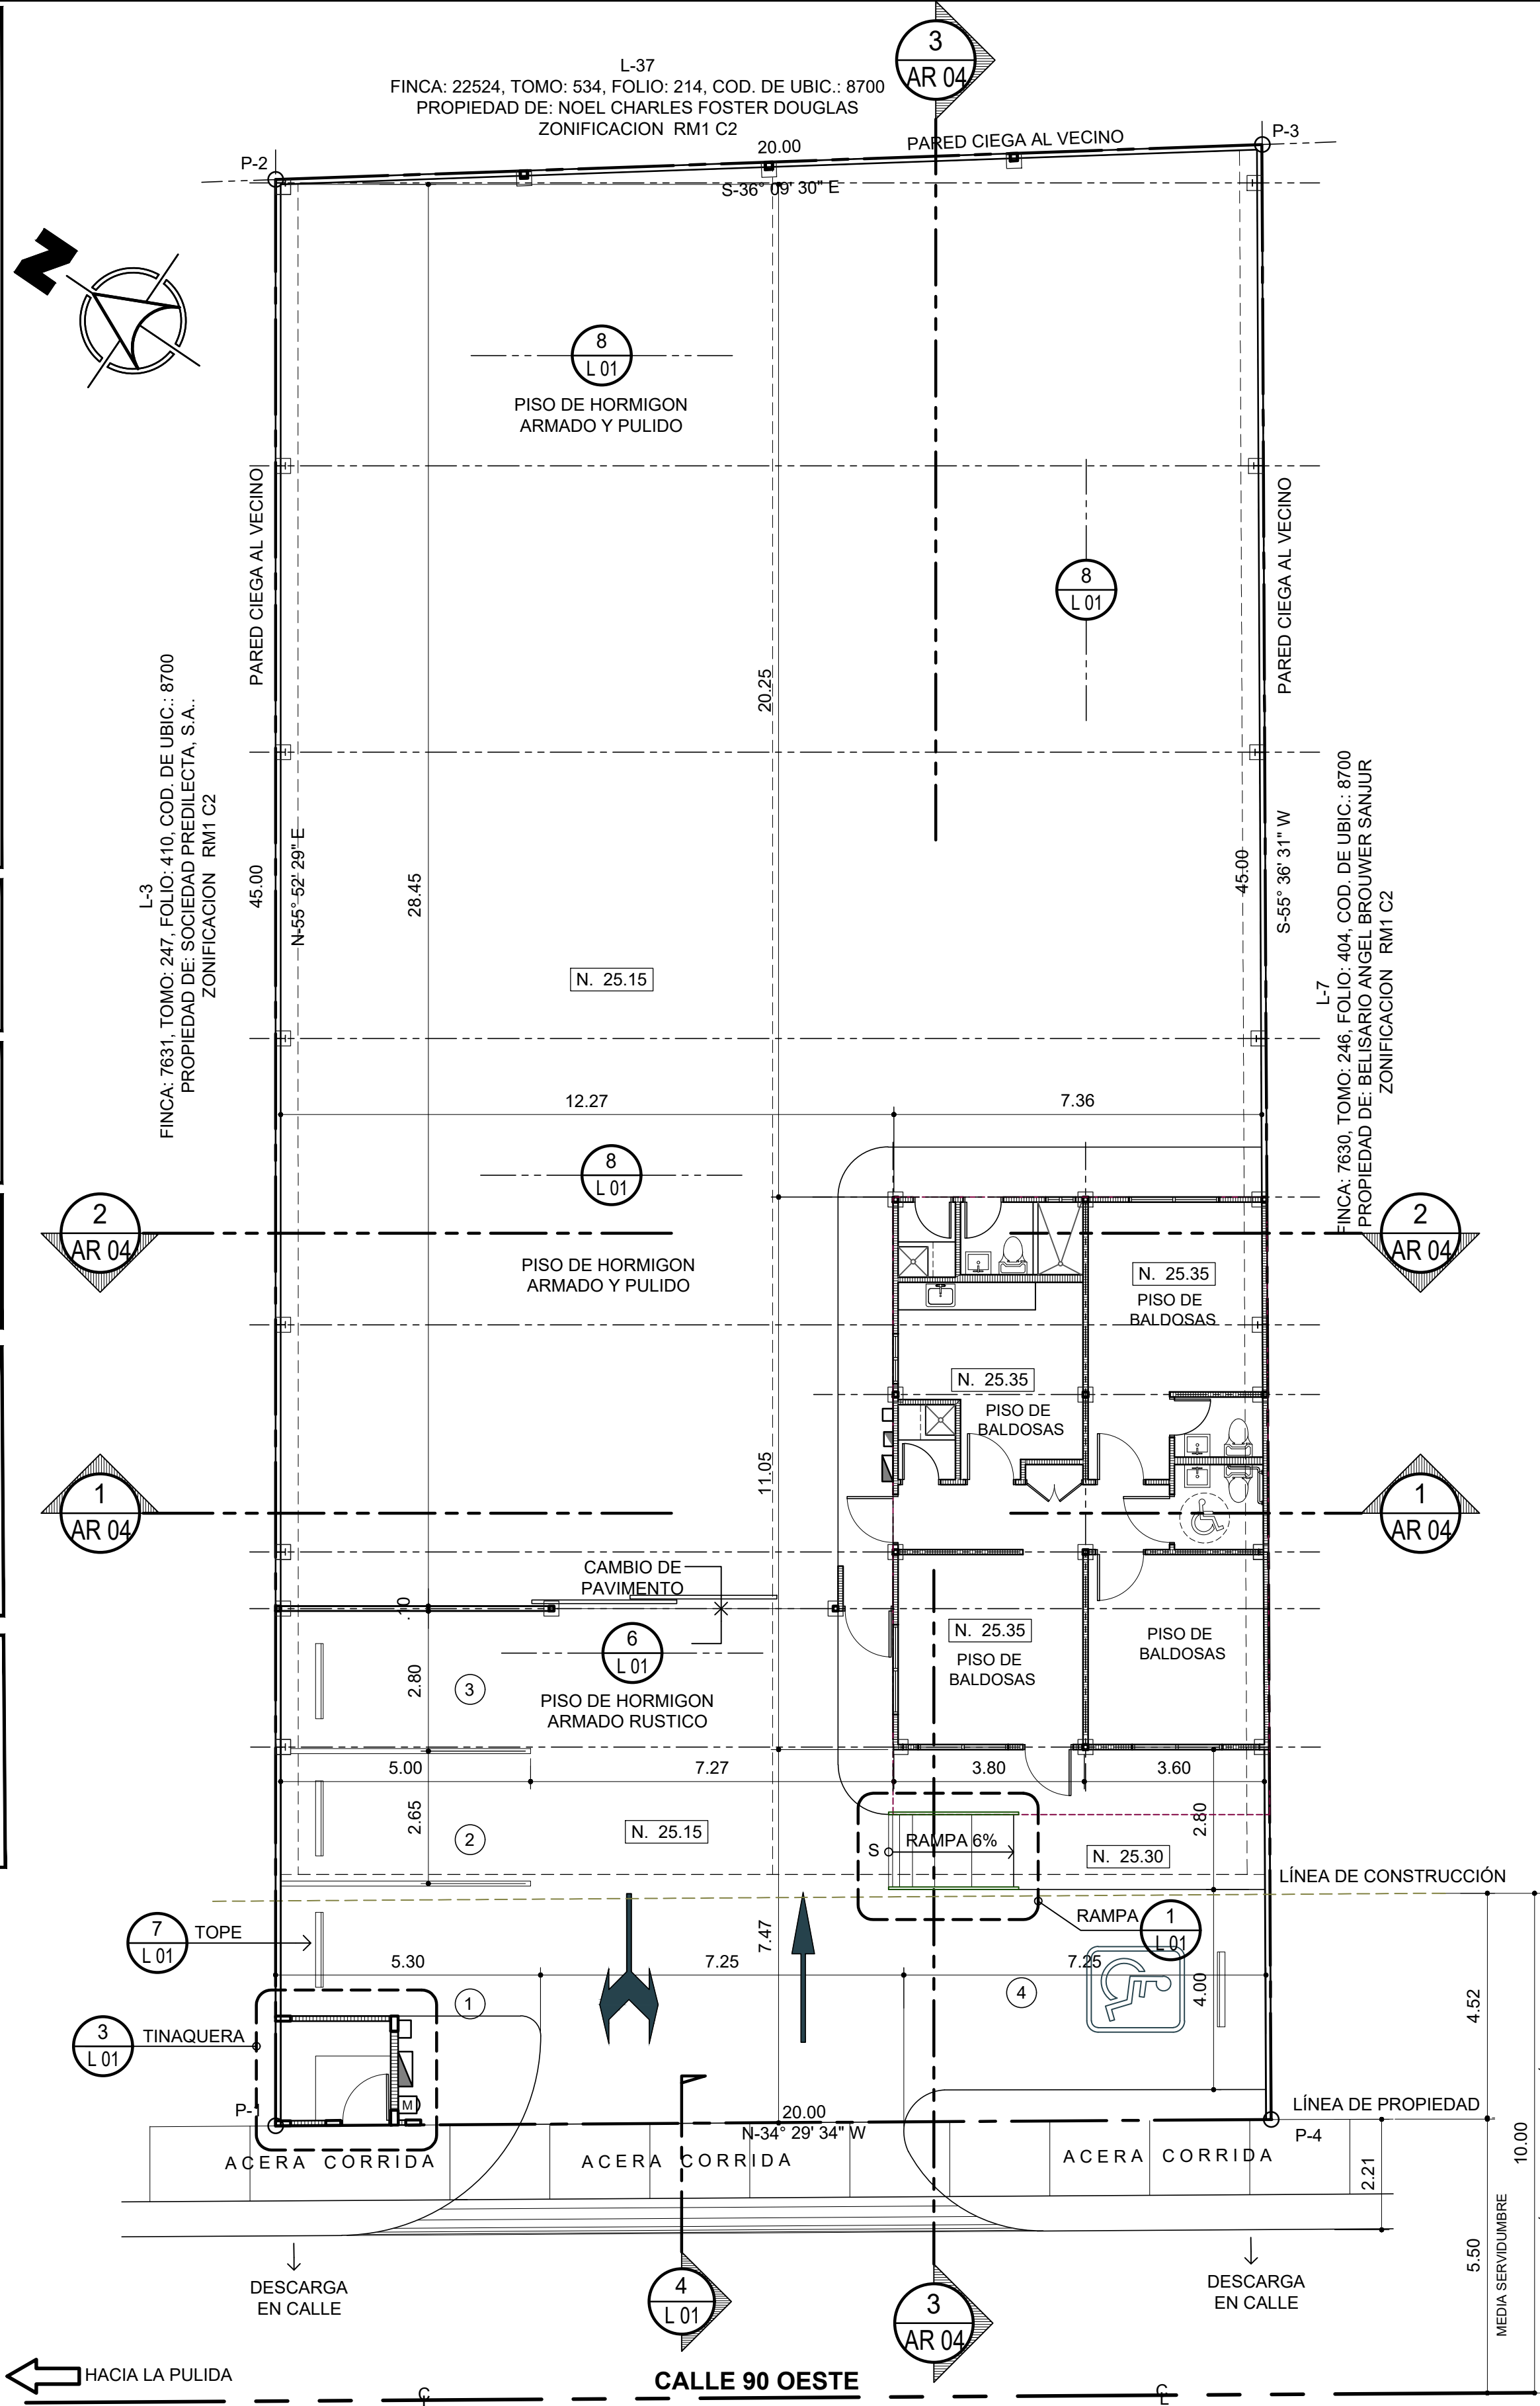 3
AR 04
L-37
FINCA: 22524, TOMO: 534, FOLIO: 214, COD. DE UBIC.: 8700
PROPIEDAD DE: NOEL CHARLES FOSTER DOUGLAS
ZONIFICACION RM1 C2
P-2
20.00
PARED CIEGA AL VECINO
P-3
S-36° 09' 30" E
N
8
L 01
PISO DE HORMIGON
ARMADO Y PULIDO
PARED CIEGA AL VECINO
PARED CIEGA AL VECINO
8
L 01
20.25
L-3
FINCA: 7631, TOMO: 247, FOLIO: 410, COD. DE UBIC.: 8700
PROPIEDAD DE: SOCIEDAD PREDILECTA, S.A..
ZONIFICACION RM1 C2
45.00
N-55° 52' 29" E
28.45
45.00
S-55° 36' 31" W
L-7
FINCA: 7630, TOMO: 246, FOLIO: 404, COD. DE UBIC.: 8700
PROPIEDAD DE: BELISARIO ANGEL BROUWER SANJUR
ZONIFICACION RM1 C2
N. 25.15
12.27
7.36
8
L 01
2
AR 04
2
AR 04
PISO DE HORMIGON
ARMADO Y PULIDO
N. 25.35
PISO DE
BALDOSAS
N. 25.35
PISO DE
BALDOSAS
11.05
1
AR 04
1
AR 04
CAMBIO DE
PAVIMENTO
.10
6
L 01
2.80
3
PISO DE HORMIGON
ARMADO RUSTICO
N. 25.35
PISO DE
BALDOSAS
PISO DE
BALDOSAS
5.00
7.27
3.80
3.60
2.65
2
N. 25.15
S
RAMPA 6%
2.80
N. 25.30
LÍNEA DE CONSTRUCCIÓN
7
L 01
TOPE
7.47
RAMPA
1
L 01
5.30
7.25
7.25
1
4
4.00
4.52
3
L 01
TINAQUERA
M
P-1
20.00
N-34° 29' 34" W
LÍNEA DE PROPIEDAD
P-4
ACERA CORRIDA
ACERA CORRIDA
ACERA CORRIDA
2.21
10.00
5.50
MEDIA SERVIDUMBRE
DESCARGA
EN CALLE
4
L 01
3
AR 04
DESCARGA
EN CALLE
HACIA LA PULIDA
CALLE 90 OESTE
C
L
C
L